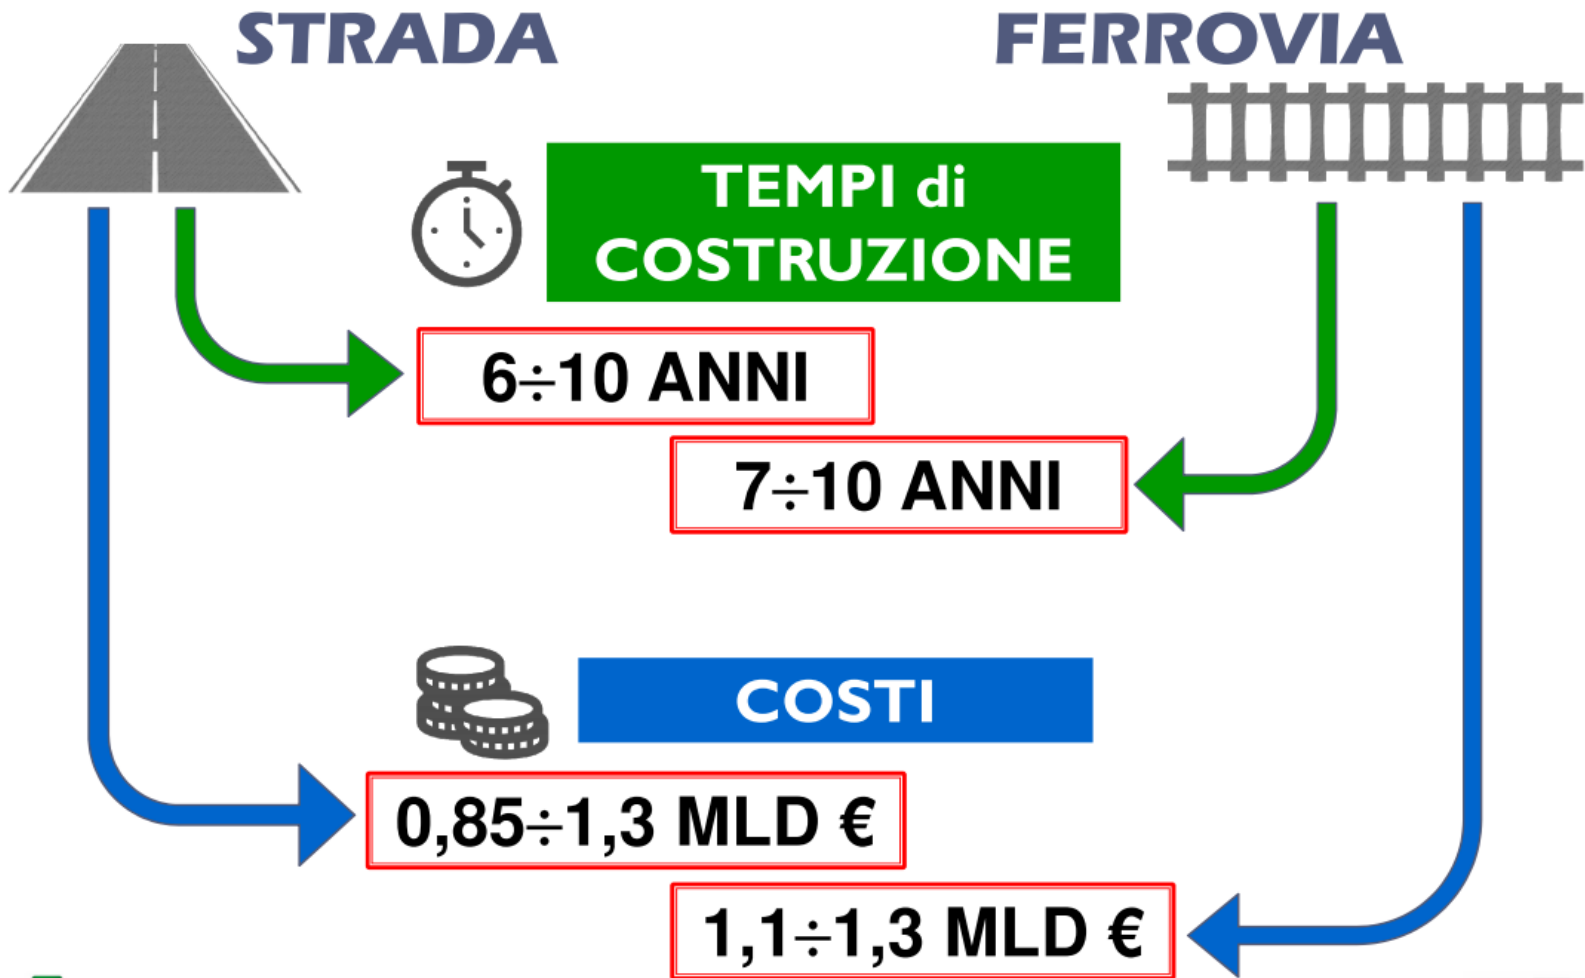 STRADA
FERROVIA
TEMPI di
COSTRUZIONE
6÷10 ANNI
7÷10 ANNI
COSTI
0,85÷1,3 MLD €
1,1÷1,3 MLD €